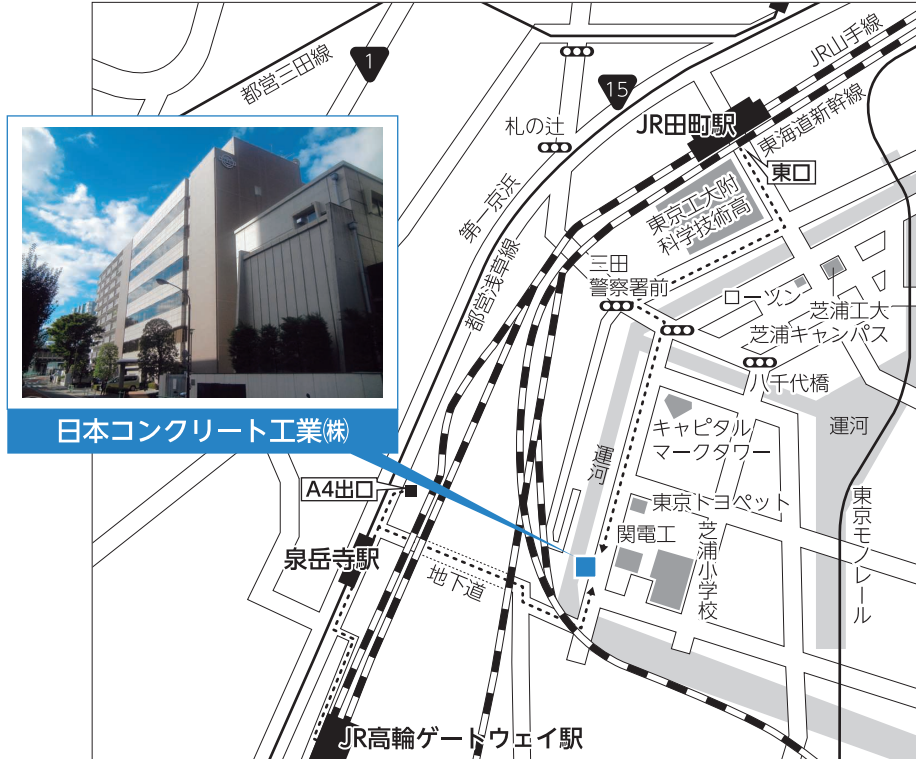 都営三田線
1
15
JR山手線
JR田町駅
東海道新幹線
札の辻
東口
第一京浜
東京工大附
科学技術高
都営浅草線
三田
警察署前
ローソン
芝浦工大
芝浦キャンパス
八千代橋
日本コンクリート工業㈱
キャピタル
マークタワー
運河
運河
A4出口
東京トヨペット
東京モノレール
関電工
芝浦小学校
泉岳寺駅
地下道
JR高輪ゲートウェイ駅